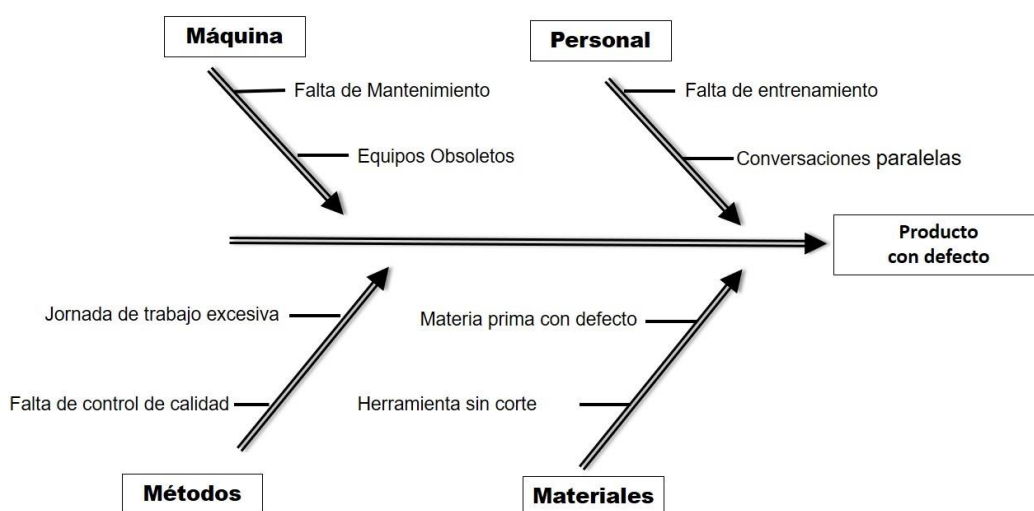 Máquina
Personal
Falta de Mantenimiento
Falta de entrenamiento
Equipos Obsoletos
Conversaciones paralelas
Producto
con defecto
Jornada de trabajo excesiva
Materia prima con defecto
Falta de control de calidad
Herramienta sin corte
Métodos
Materiales